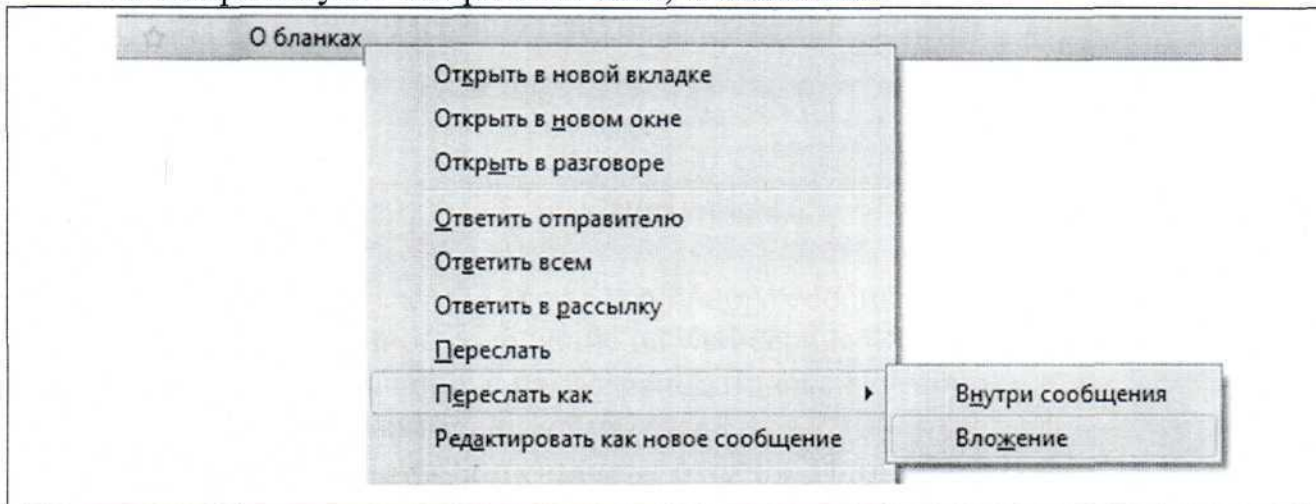 О бланках
Открыть в новой вкладке
Открыть в новом окне
Открыть в разговоре
Ответить отправителю
Ответить всем
Ответить в рассылку
Переслать
Переслать как
Внутри сообщения
Редактировать как новое сообщение
Вложение